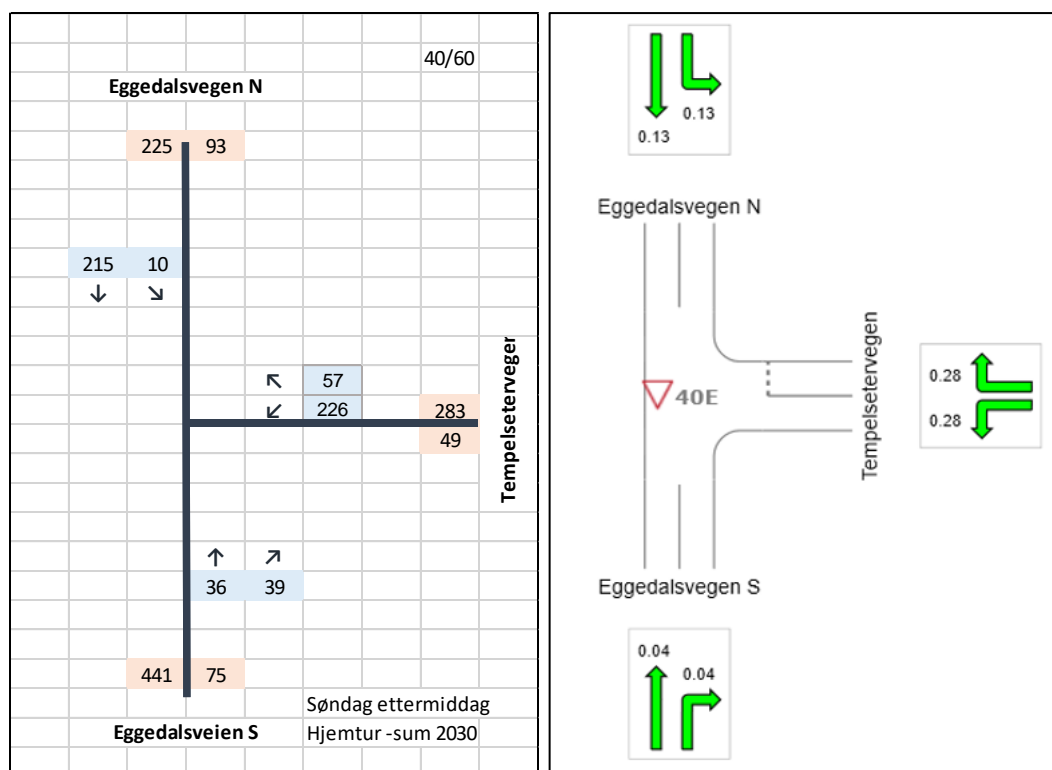 40/60
Eggedalsvegen N
225 93
215 10
↓ ↘
↖ 57
↙ 226 283
49
Tempelseterveger
↑ ↗
36 39
441 75
Søndag ettermiddag
Eggedalsveien S Hjemtur -sum 2030
0.13
0.13
Eggedalsvegen N
40E
Tempelsetervegen
0.28
0.28
Eggedalsvegen S
0.04
0.04